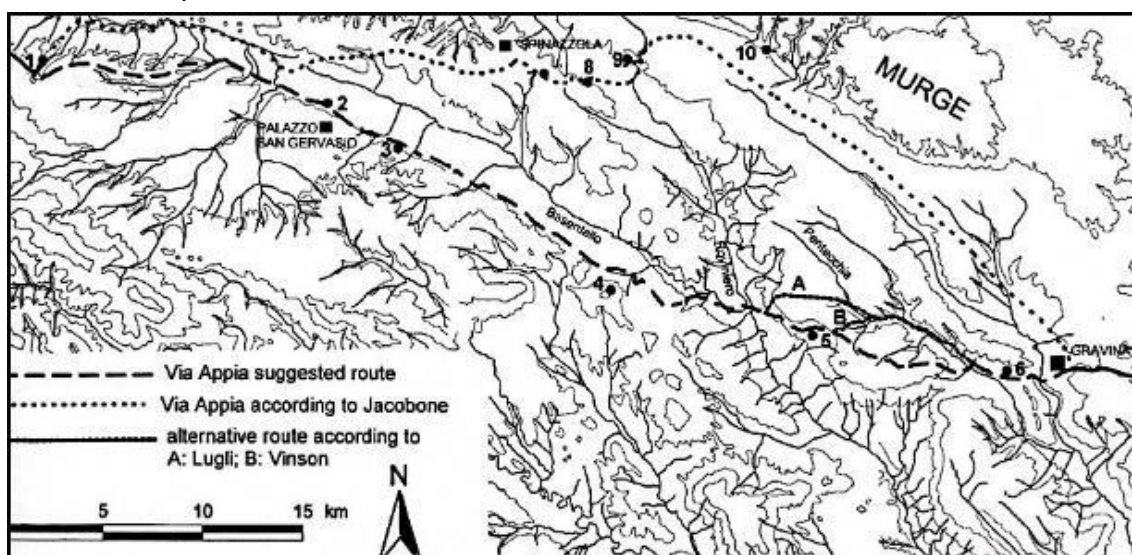 1
SPINAZZOLA
10
9
8
7
MURGE
2
PALAZZO
SAN GERVASIO
3
Basentello
Pentecchia
A
4
B
5
GRAVINA
6
Via Appia suggested route
Via Appia according to Jacobone
alternative route according to
A: Lugli; B: Vinson
N
5 10 15 km